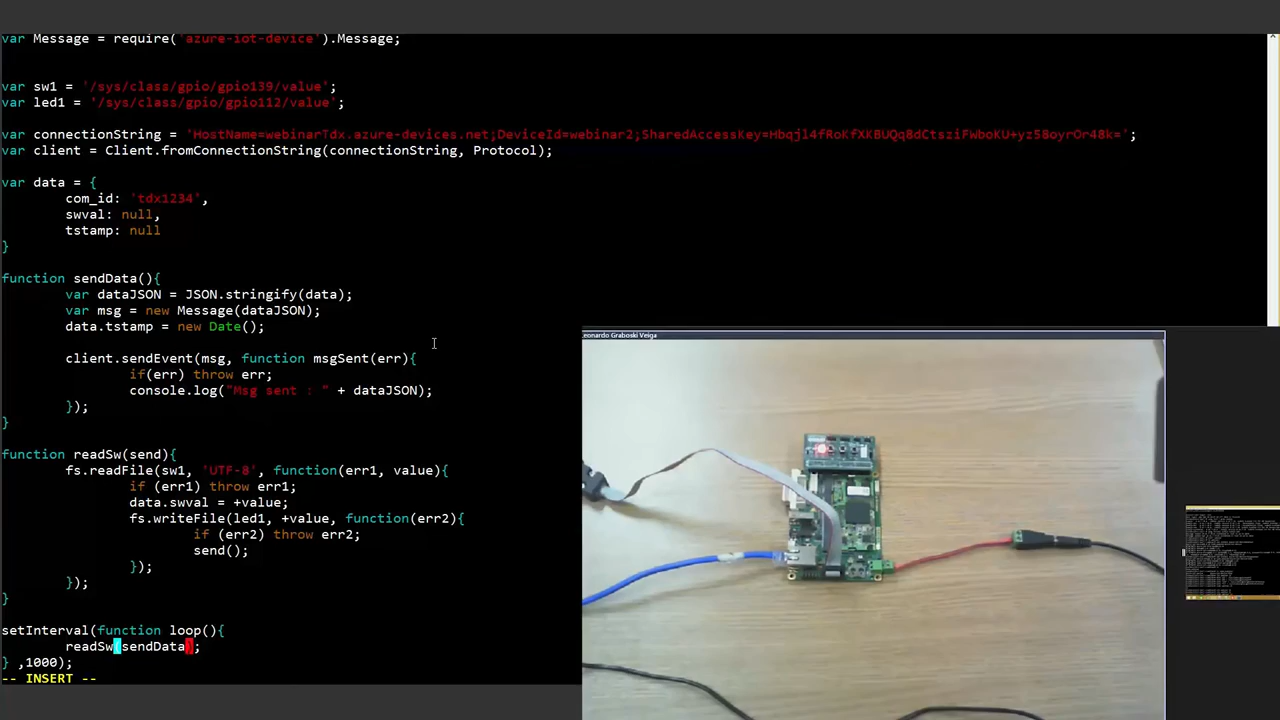 var Message = require('azure-iot-device').Message;
var sw1 = '/sys/class/gpio/gpio139/value';
var led1 = '/sys/class/gpio/gpio112/value';
var connectionString = 'HostName=webinarTdx.azure-devices.net;DeviceId=webinar2;SharedAccessKey=Hbqjl4fRoKfXKBUQq8dCtsziFWboKU+yz58oyrOr48k=';
var client = Client.fromConnectionString(connectionString, Protocol);
var data = {
com_id: 'tdx1234',
swval: null,
tstamp: null
}
function sendData(){
var dataJSON = JSON.stringify(data);
var msg = new Message(dataJSON);
data.tstamp = new Date();
client.sendEvent(msg, function msgSent(err){
if(err) throw err;
console.log("Msg sent : " + dataJSON);
});
}
function readSw(send){
fs.readFile(sw1, 'UTF-8', function(err1, value){
if (err1) throw err1;
data.swval = +value;
fs.writeFile(led1, +value, function(err2){
if (err2) throw err2;
send();
});
});
}
setInterval(function loop(){
readSw(sendData);
} ,1000);
-- INSERT --
Leonardo Graboski Veiga